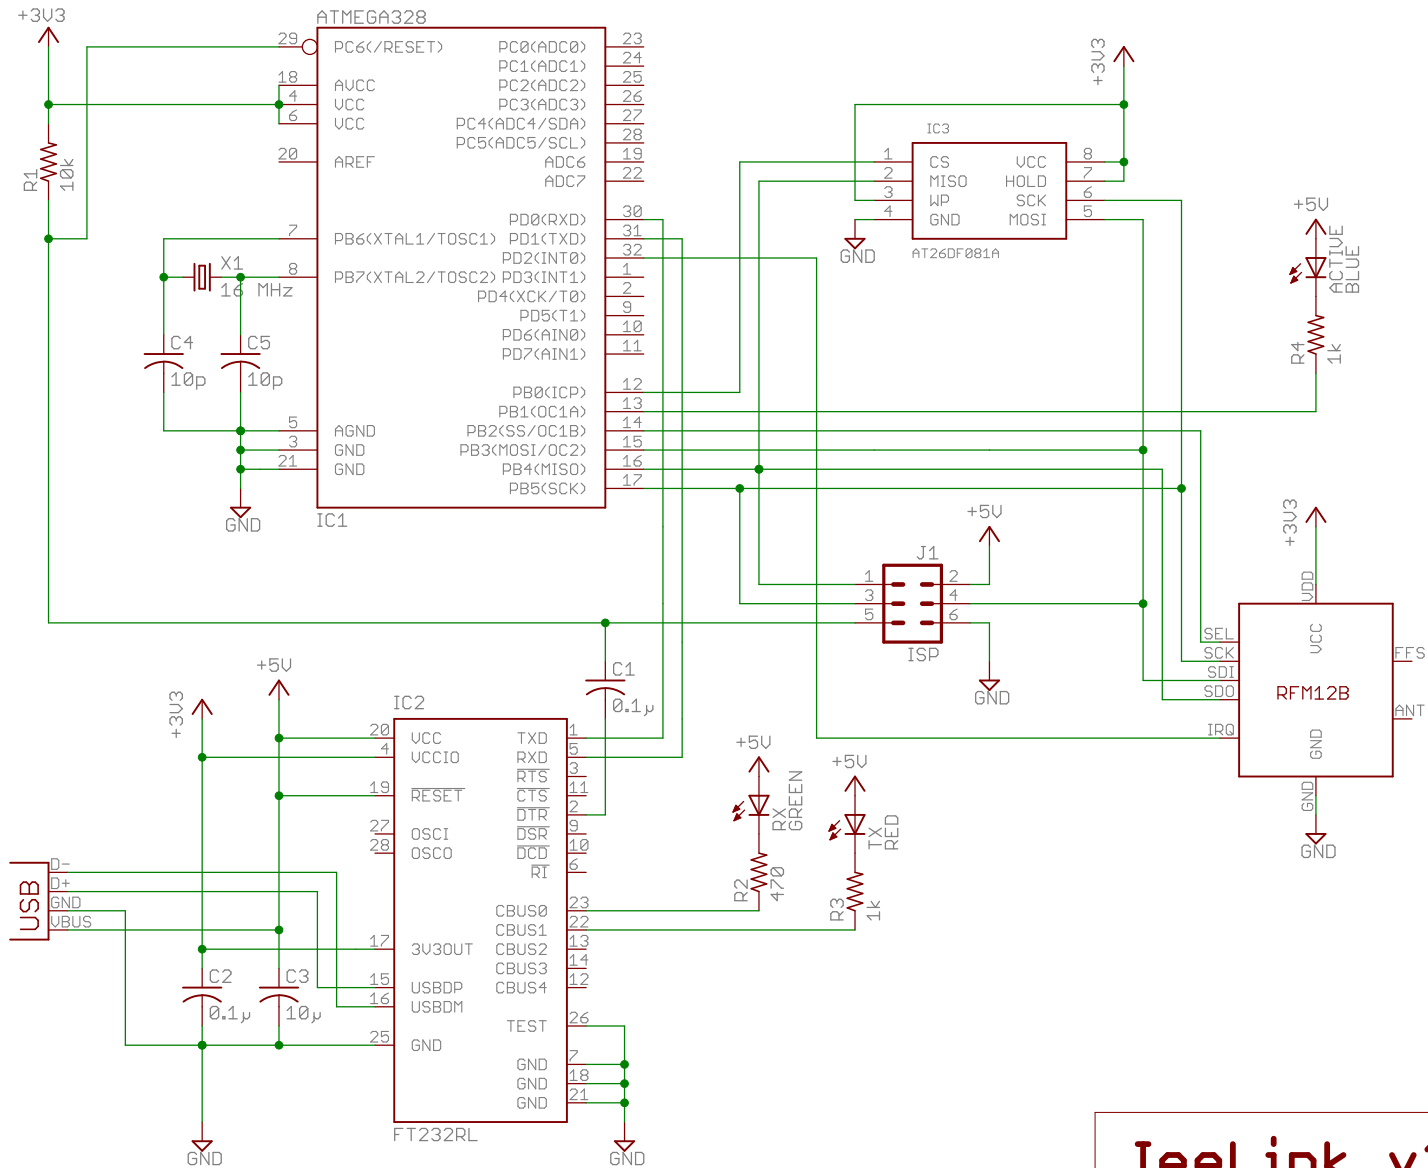 +3V3
ATMEGA328
29 PC6(/RESET) PC0(ADC0) 23
PC1(ADC1) 24
18 AVCC PC2(ADC2) 25
4 VCC PC3(ADC3) 26
6 VCC PC4(ADC4/SDA) 27
PC5(ADC5/SCL) 28
20 AREF ADC6 19
ADC7 22
R1 10k
PD0(RXD) 30
7 PB6(XTAL1/TOSC1) PD1(TXD) 31
PD2(INT0) 32
X1
16 MHz
8 PB7(XTAL2/TOSC2) PD3(INT1) 1
PD4(XCK/T0) 2
PD5(T1) 9
PD6(AIN0) 10
PD7(AIN1) 11
C4
10p
C5
10p
PB0(ICP) 12
PB1(OC1A) 13
5 AGND PB2(SS/OC1B) 14
3 GND PB3(MOSI/OC2) 15
21 GND PB4(MISO) 16
PB5(SCK) 17
GND
IC1
+3V3
IC3
1 CS VCC 8
2 MISO HOLD 7
3 WP SCK 6
4 GND MOSI 5
AT26DF081A
GND
+5V
ACTIVE
BLUE
R4 1k
+5V
J1
1 2
3 4
5 6
ISP
GND
+3V3
VDD
VCC
SEL
SCK
SDI
SDO
IRQ
RFM12B
FFS
ANT
GND
GND
GND
C1
0.1µ
+5V
+3V3
IC2
20 VCC TXD 1
4 VCCIO RXD 5
RTS 3
19 RESET CTS 11
DTR 2
27 OSCI DSR 9
28 OSCO DCD 10
RI 6
CBUS0 23
CBUS1 22
17 3V3OUT CBUS2 13
CBUS3 14
15 USBDP CBUS4 12
16 USBDM
TEST 26
25 GND
GND 7
GND 18
GND 21
FT232RL
GND
USB
D-
D+
GND
VBUS
C2
0.1µ
C3
10µ
GND
+5V
RX
GREEN
R2 470
+5V
TX
RED
R3 1k
JeeLink